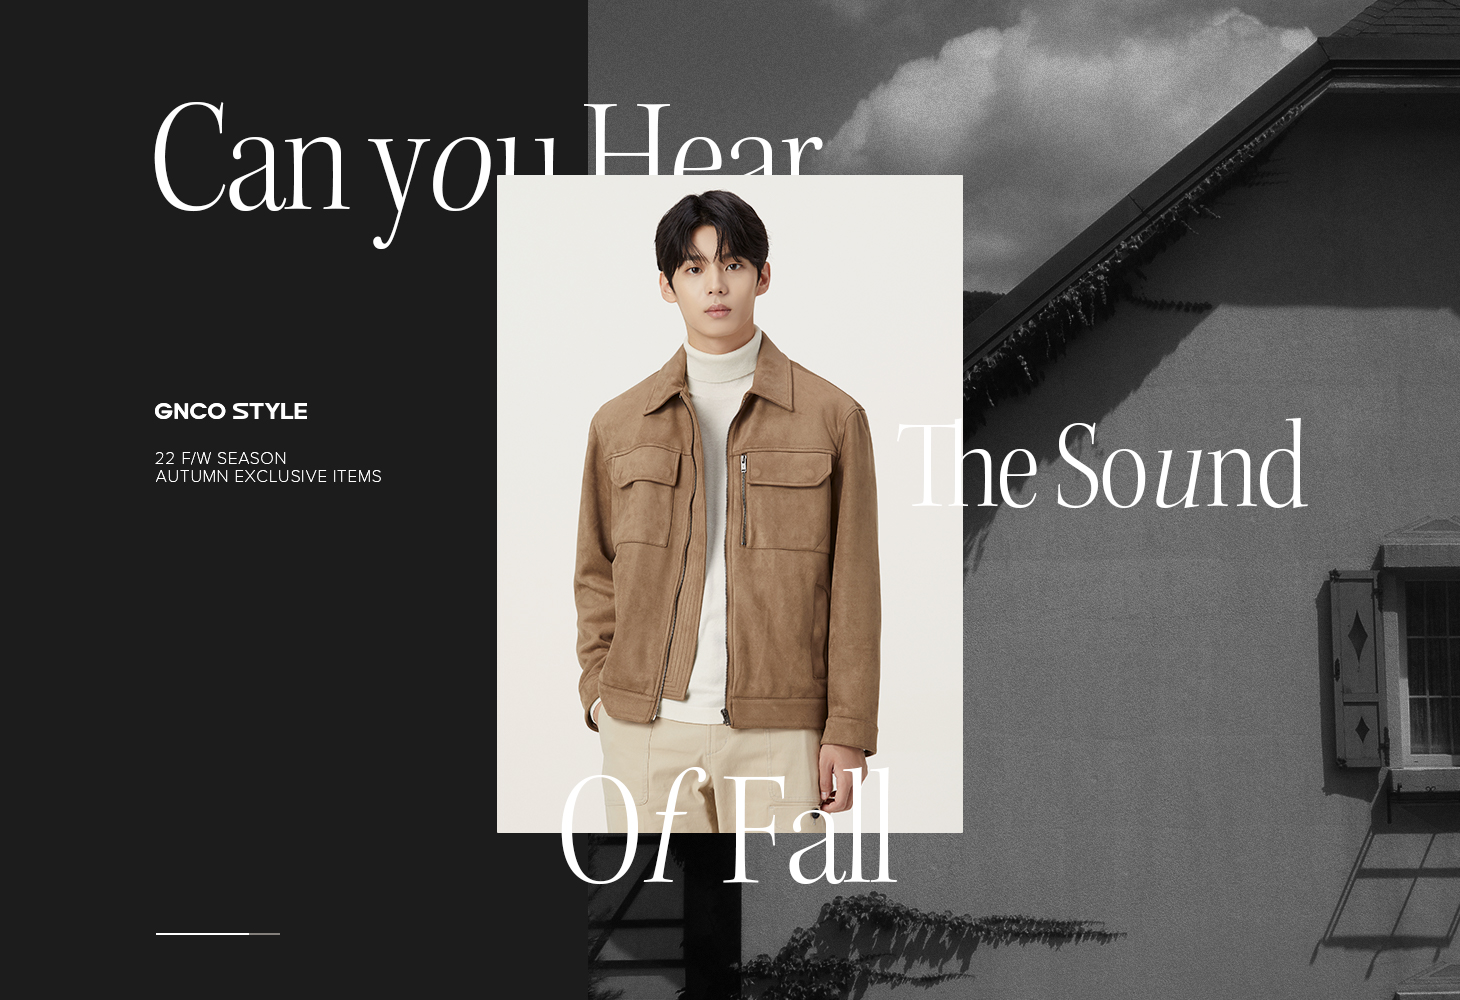 Can you Hear
GNCO STYLE
22 F/W SEASON
AUTUMN EXCLUSIVE ITEMS
The Sound
Of Fall